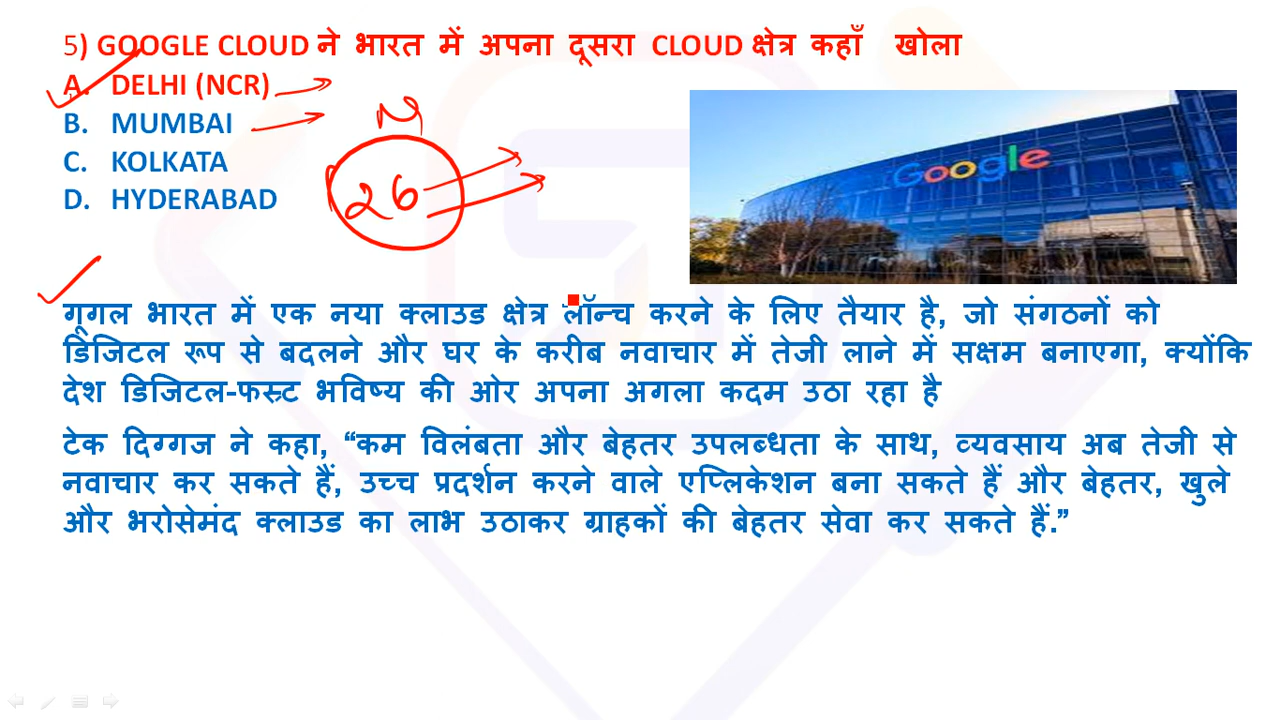 5) GOOGLE CLOUD ने भारत में अपना दूसरा CLOUD क्षेत्र कहाँ खोला
A. DELHI (NCR)
B. MUMBAI
C. KOLKATA
D. HYDERABAD
26
Google
गूगल भारत में एक नया क्लाउड क्षेत्र लॉन्च करने के लिए तैयार है, जो संगठनों को
डिजिटल रूप से बदलने और घर के करीब नवाचार में तेजी लाने में सक्षम बनाएगा, क्योंकि
देश डिजिटल-फर्स्ट भविष्य की ओर अपना अगला कदम उठा रहा है
टेक दिग्गज ने कहा, “कम विलंबता और बेहतर उपलब्धता के साथ, व्यवसाय अब तेजी से
नवाचार कर सकते हैं, उच्च प्रदर्शन करने वाले एप्लिकेशन बना सकते हैं और बेहतर, खुले
और भरोसेमंद क्लाउड का लाभ उठाकर ग्राहकों की बेहतर सेवा कर सकते हैं.”